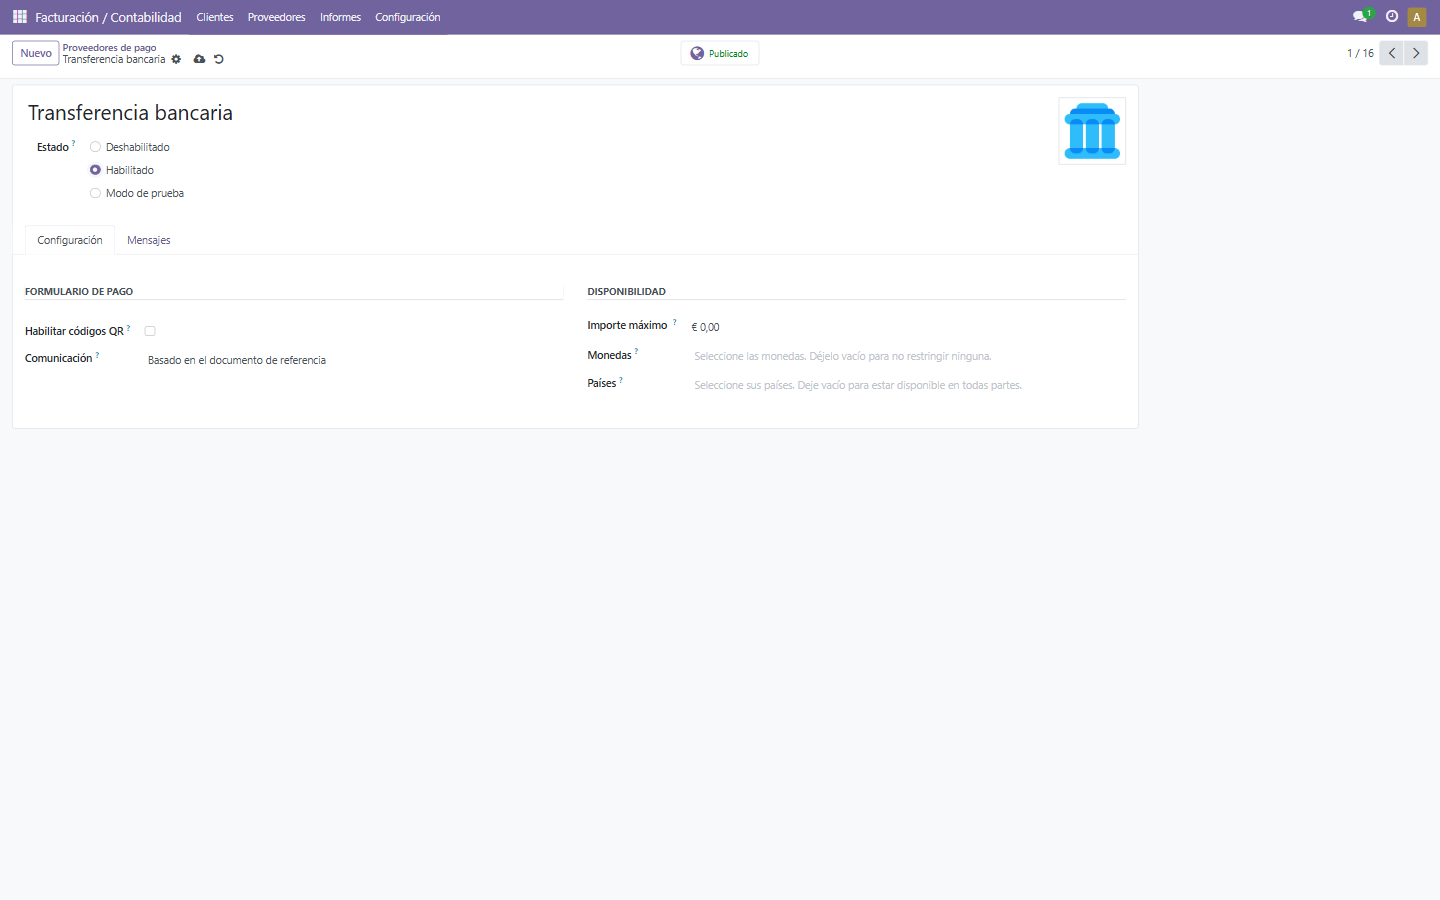 Facturación / Contabilidad Clientes Proveedores Informes Configuración 1 A
Nuevo Proveedores de pago Publicado 1 / 16
Transferencia bancaria
Transferencia bancaria
Estado ? Deshabilitado
Habilitado
Modo de prueba
Configuración Mensajes
FORMULARIO DE PAGO
Habilitar códigos QR ?
Comunicación ? Basado en el documento de referencia
DISPONIBILIDAD
Importe máximo ? € 0,00
Monedas ? Seleccione las monedas. Déjelo vacío para no restringir ninguna.
Países ? Seleccione sus países. Deje vacío para estar disponible en todas partes.